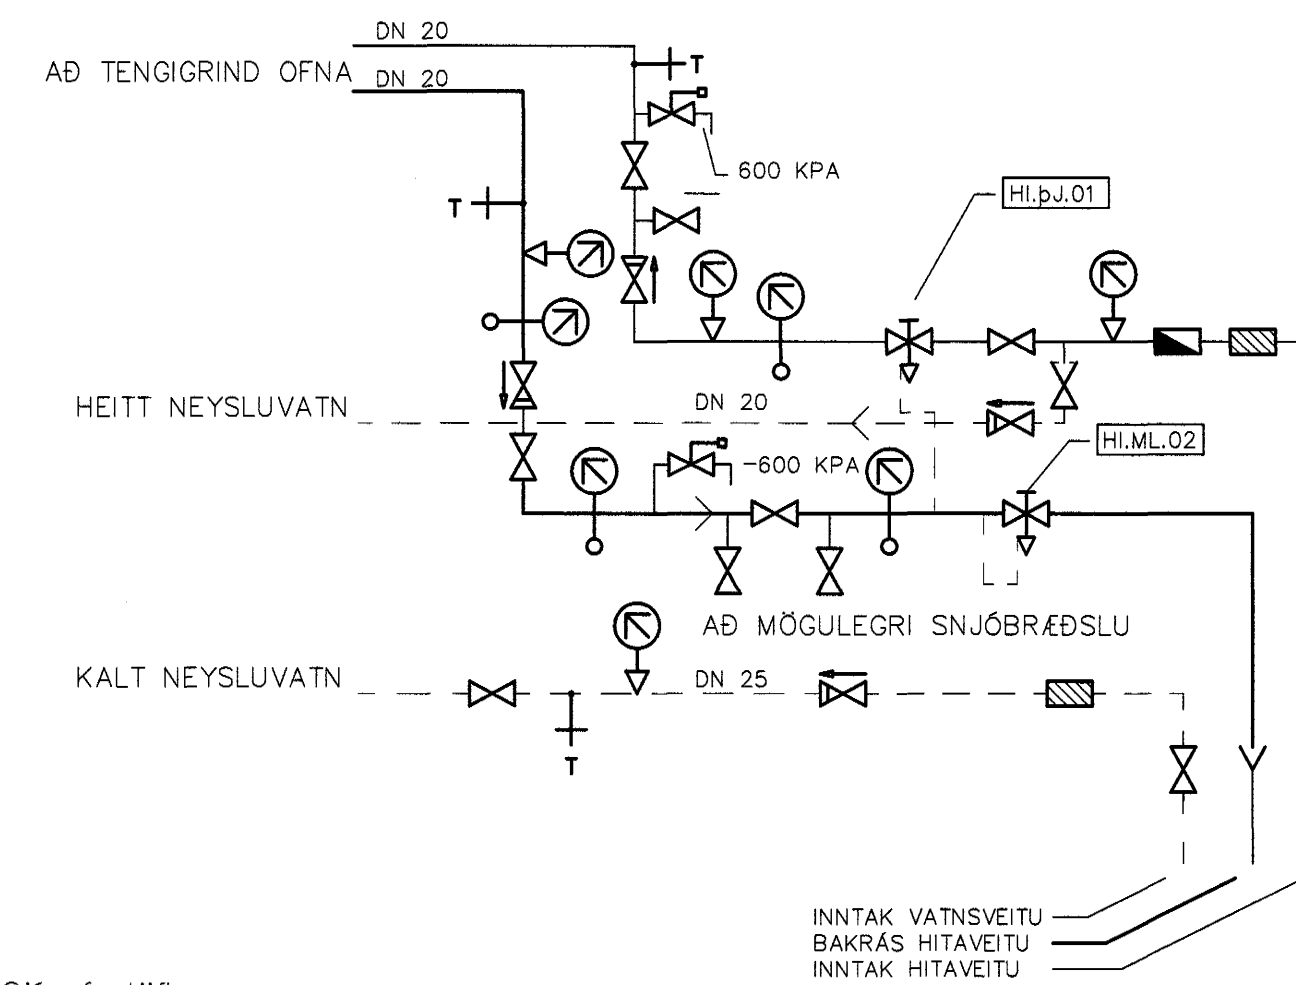 DN 20
AÐ TENGIGRIND OFNA
DN 20
T
600 KPA
HI.ÞJ.01
T
HEITT NEYSLUVATN
DN 20
HI.ML.02
-600 KPA
AÐ MÖGULEGRI SNJÓBRÆÐSLU
KALT NEYSLUVATN
DN 25
T
INNTAK VATNSVEITU
BAKRÁS HITAVEITU
INNTAK HITAVEITU